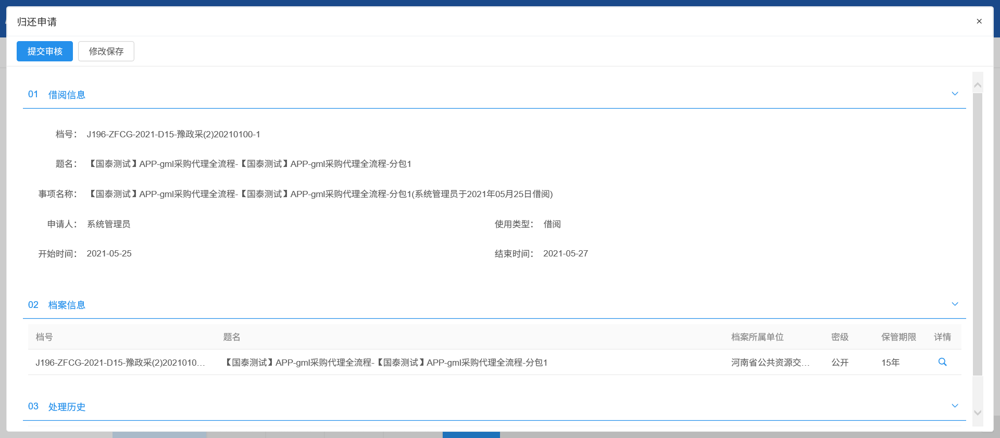 归还申请
×
提交审核 修改保存
01 借阅信息
档号： J196-ZFCG-2021-D15-豫政采(2)20210100-1
题名： 【国泰测试】APP-gml采购代理全流程-【国泰测试】APP-gml采购代理全流程-分包1
事项名称： 【国泰测试】APP-gml采购代理全流程-【国泰测试】APP-gml采购代理全流程-分包1(系统管理员于2021年05月25日借阅)
申请人： 系统管理员 使用类型： 借阅
开始时间： 2021-05-25 结束时间： 2021-05-27
02 档案信息
档号 题名 档案所属单位 密级 保管期限 详情
J196-ZFCG-2021-D15-豫政采(2)2021010... 【国泰测试】APP-gml采购代理全流程-【国泰测试】APP-gml采购代理全流程-分包1 河南省公共资源交... 公开 15年
03 处理历史